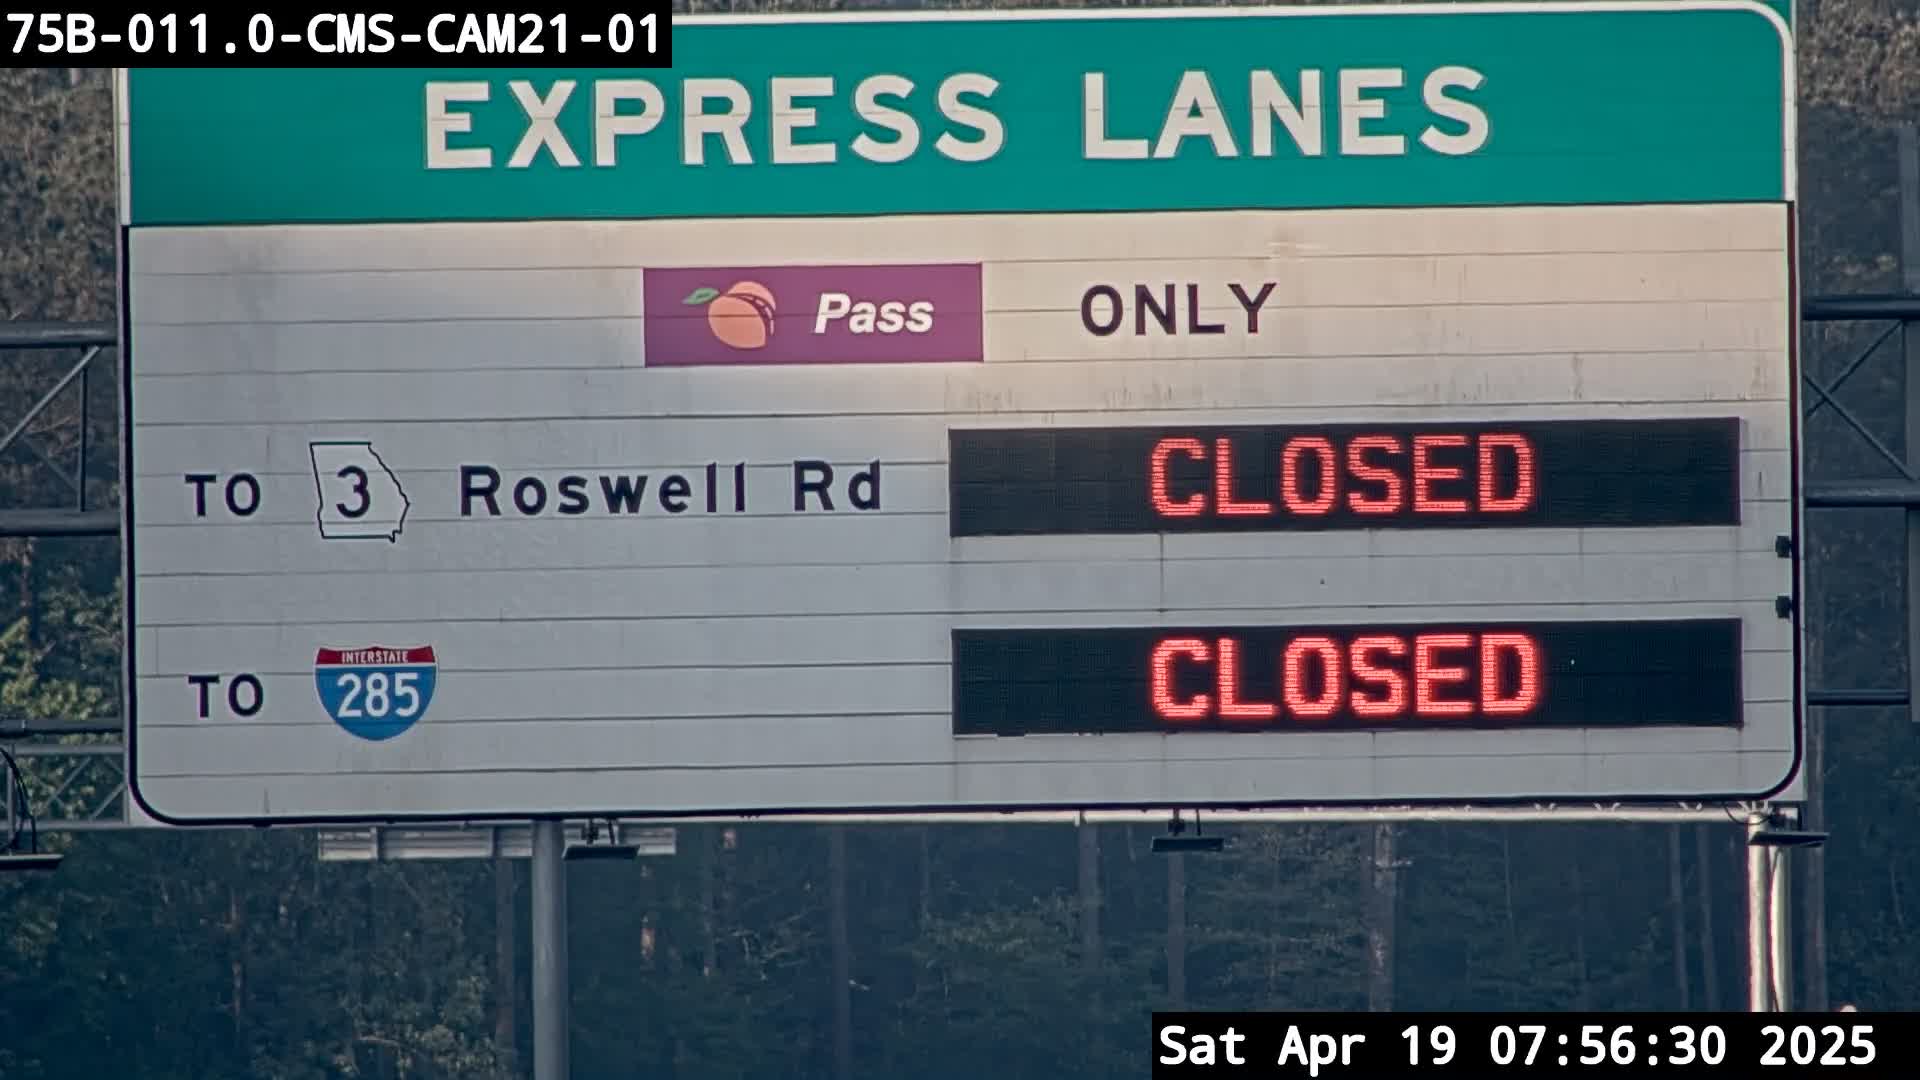 75B-011.0-CMS-CAM21-01
EXPRESS LANES
Pass ONLY
TO 3 Roswell Rd CLOSED
INTERSTATE
TO 285 CLOSED
Sat Apr 19 07:56:30 2025